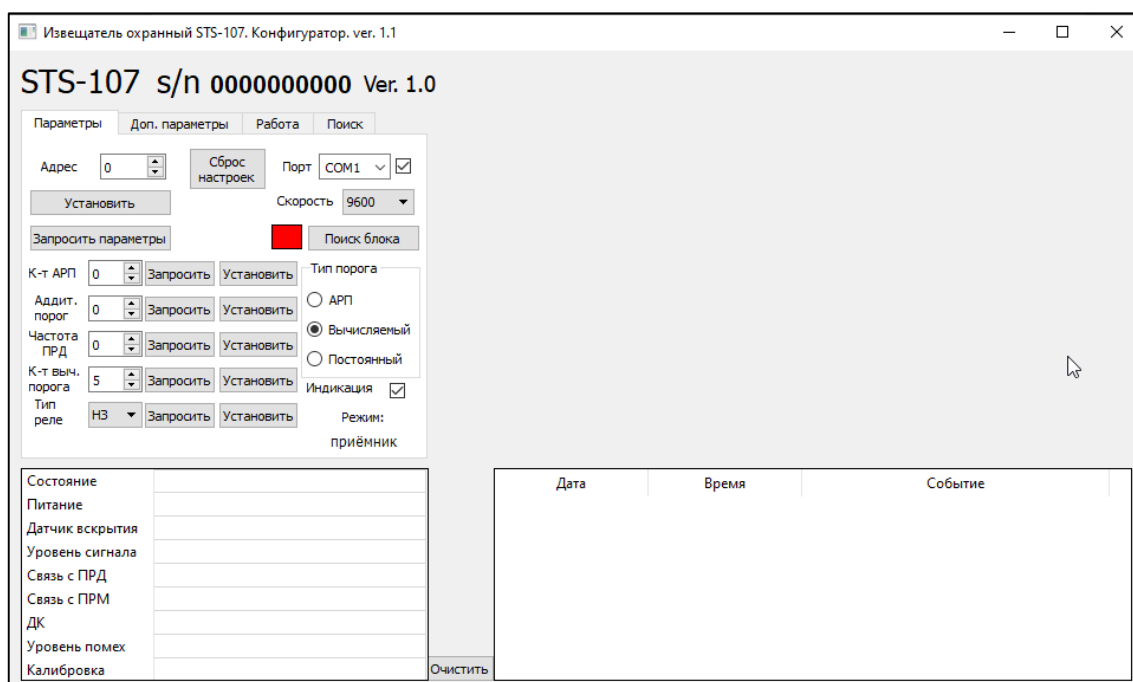 Извещатель охранный STS-107. Конфигуратор. ver. 1.1
STS-107 s/n 0000000000 Ver. 1.0
Параметры Доп. параметры Работа Поиск
Адрес 0 Сброс настроек Порт COM1
Установить Скорость 9600
Запросить параметры Поиск блока
К-т АРП 0 Запросить Установить
Аддит. порог 0 Запросить Установить
Частота ПРД 0 Запросить Установить
К-т выч. порога 5 Запросить Установить
Тип реле НЗ Запросить Установить
Тип порога
АРП
Вычисляемый
Постоянный
Индикация
Режим:
приёмник
Состояние
Питание
Датчик вскрытия
Уровень сигнала
Связь с ПРД
Связь с ПРМ
ДК
Уровень помех
Калибровка
Очистить
Дата Время Событие